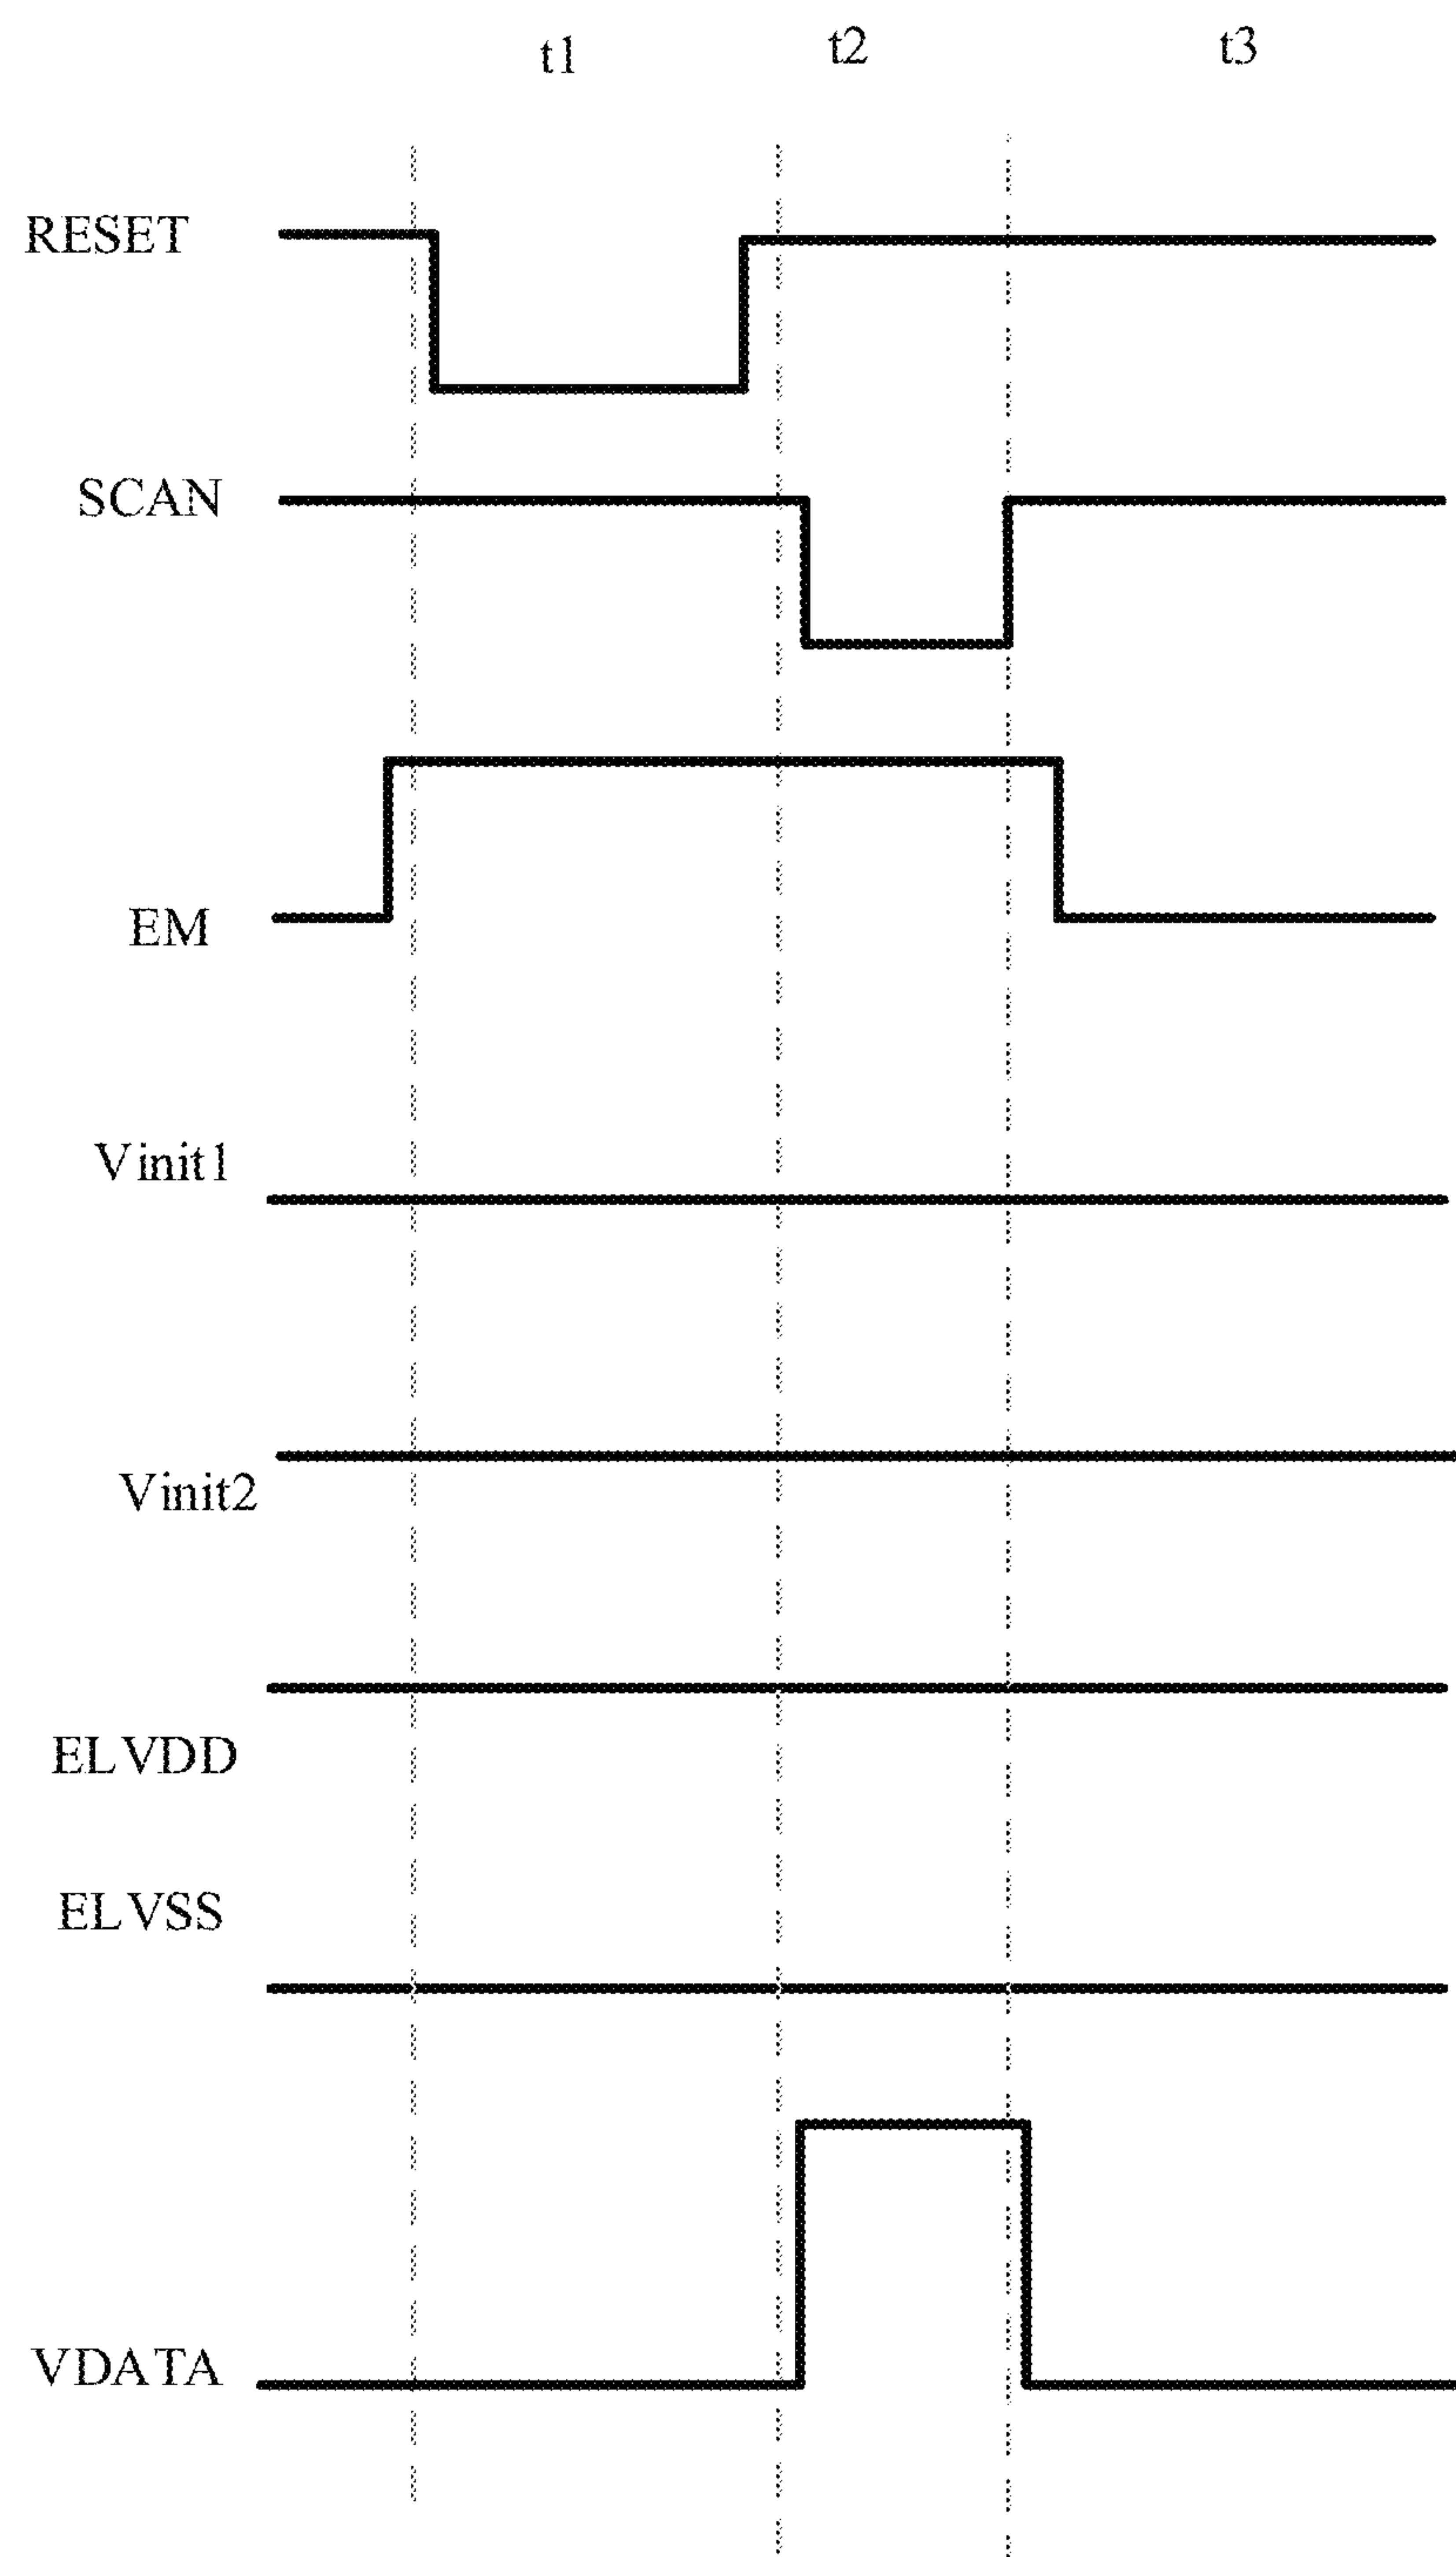 t1 t2 t3
RESET
SCAN
EM
Vinit1
Vinit2
ELVDD
ELVSS
VDATA